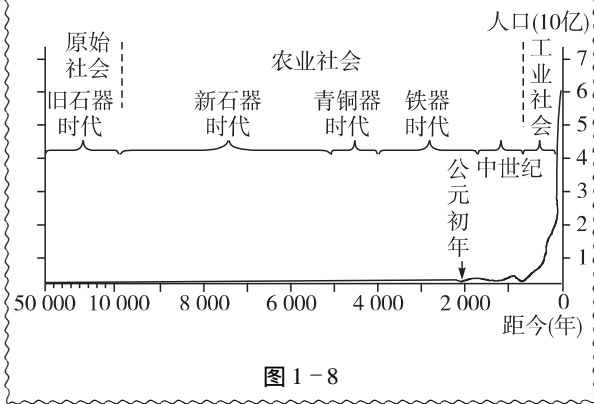 人口(10亿)
原始
社会
农业社会
工业社会
旧石器
时代
新石器
时代
青铜器
时代
铁器
时代
中世纪
公元初年
7
6
5
4
3
2
1
50 000 10 000 8 000 6 000 4 000 2 000 0
距今(年)
图1-8